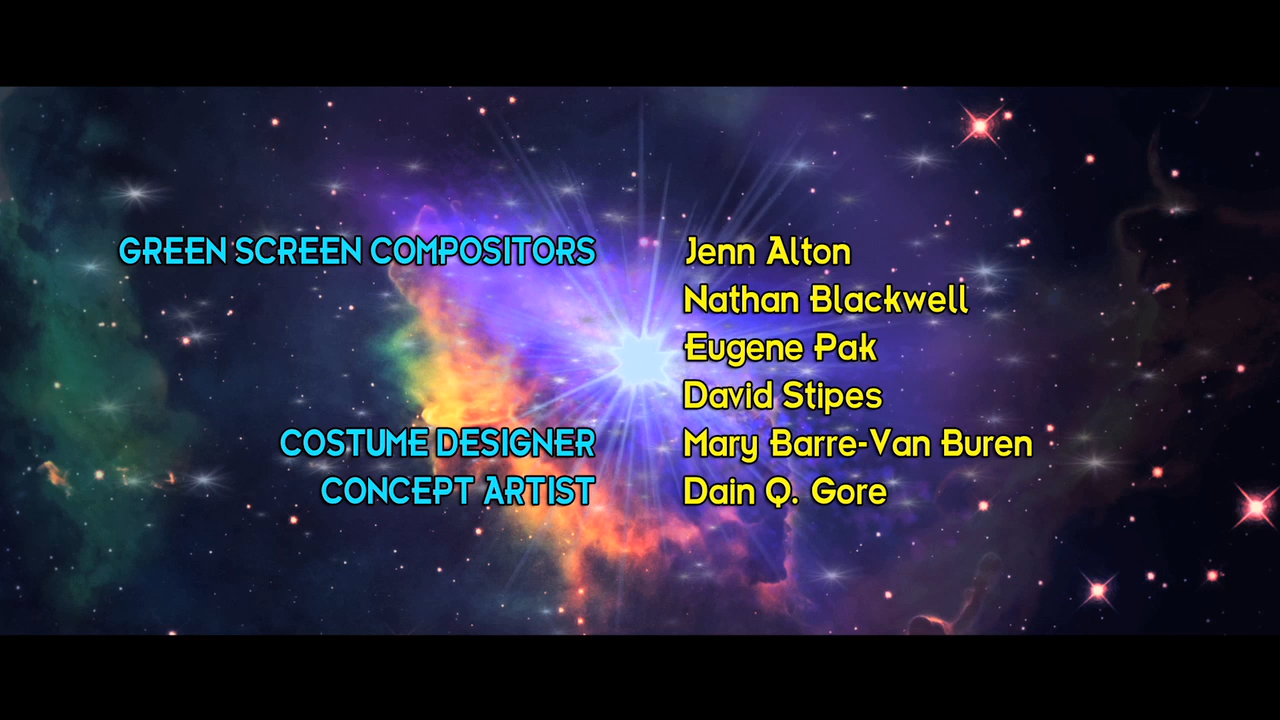 GREEN SCREEN COMPOSITORS Jenn Alton
Nathan Blackwell
Eugene Pak
David Stipes
COSTUME DESIGNER Mary Barre-Van Buren
CONCEPT ARTIST Dain Q. Gore